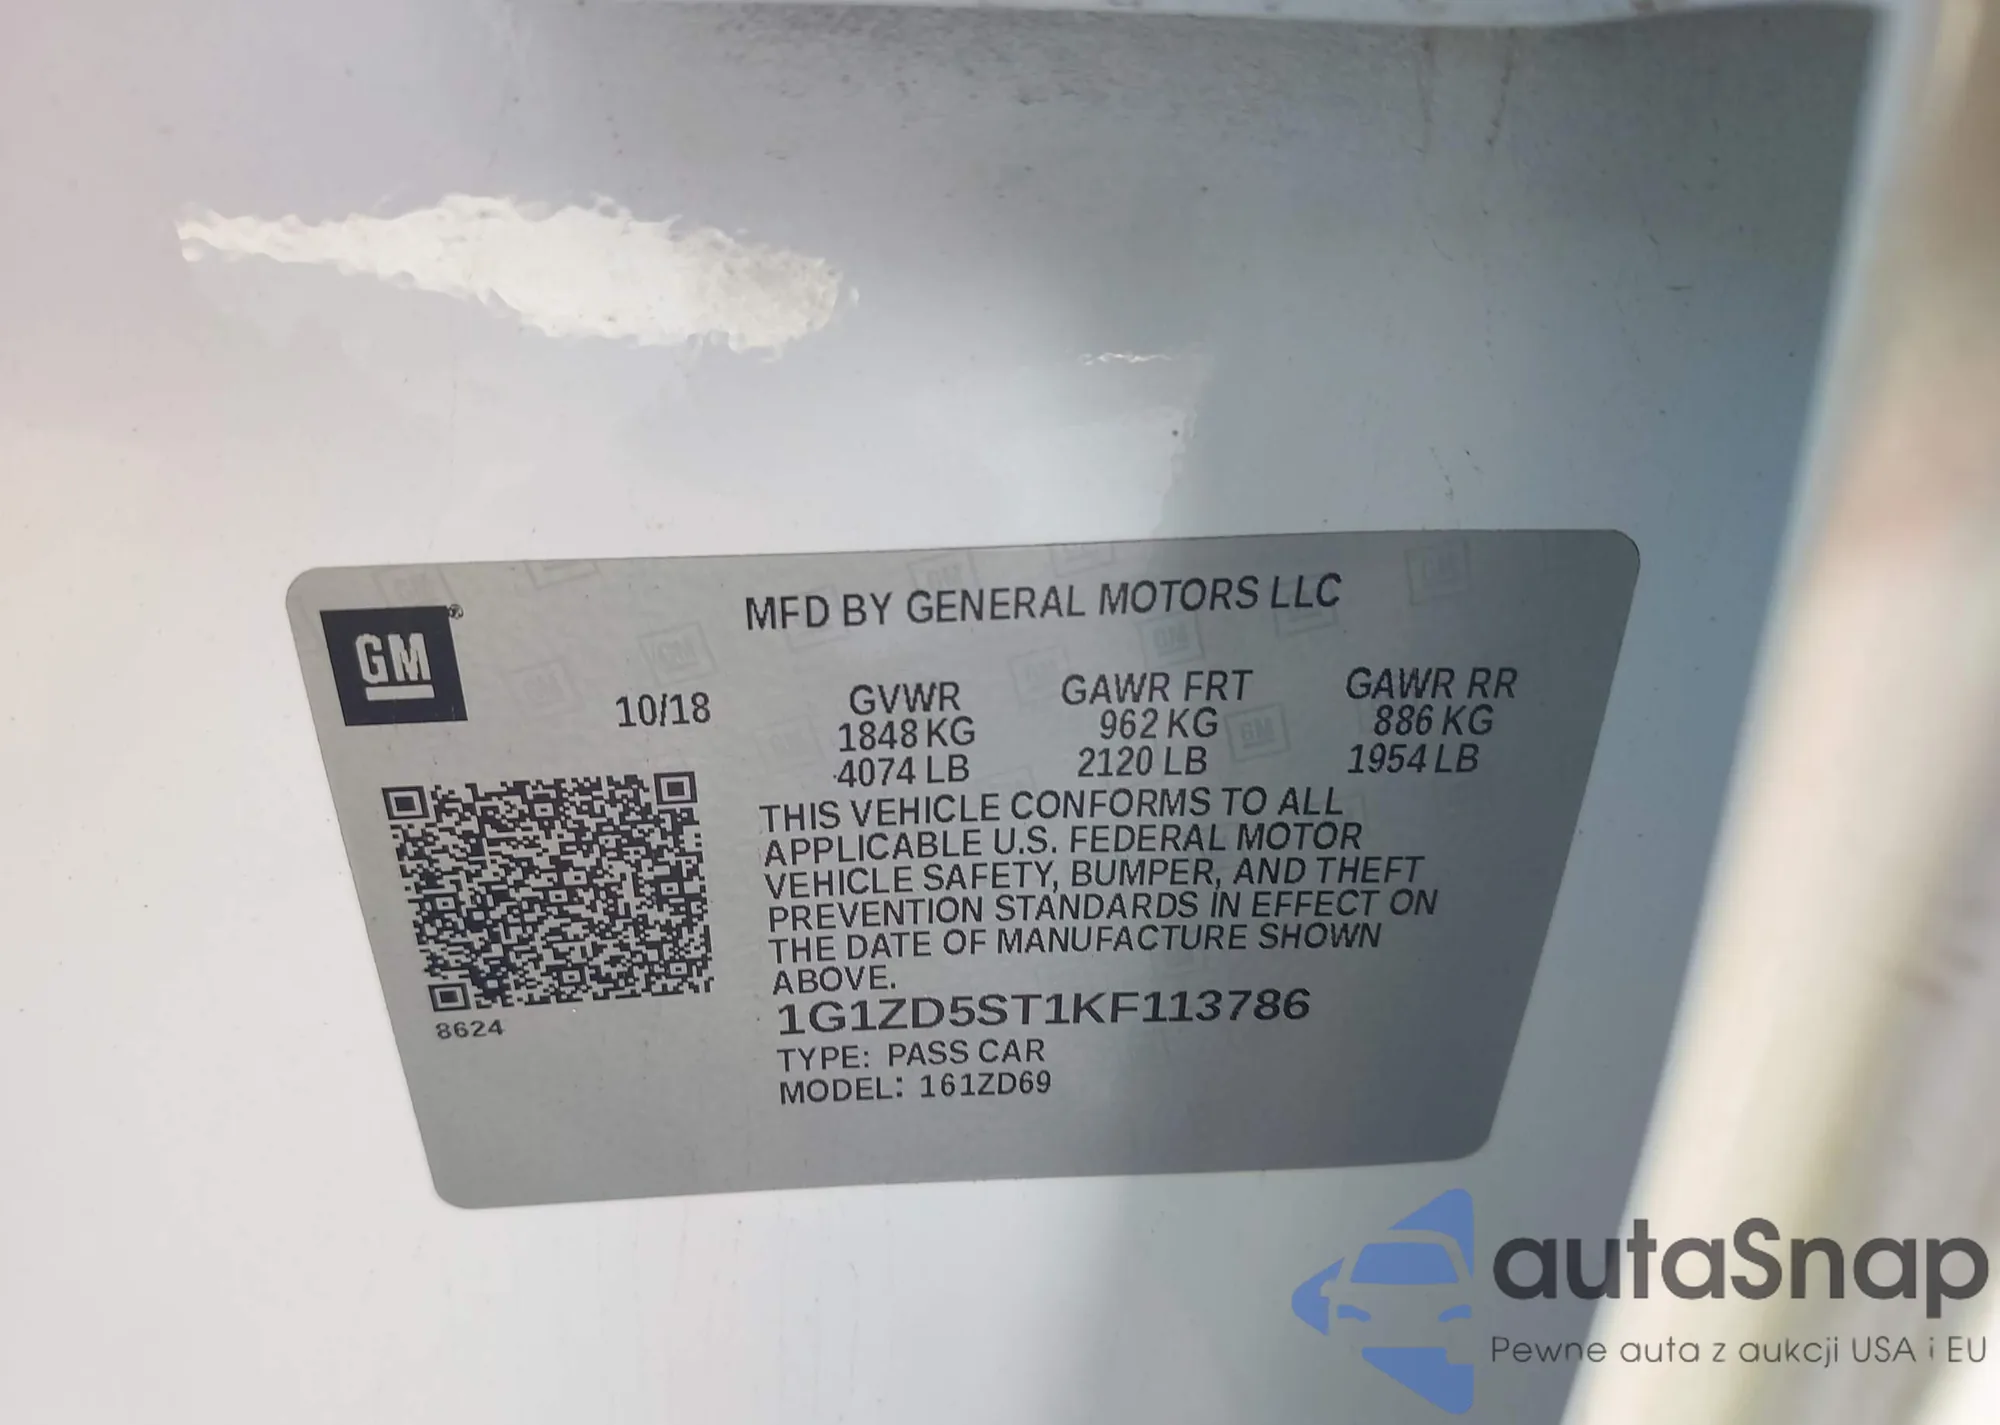 MFD BY GENERAL MOTORS LLC
GM®
10/18
GVWR GAWR FRT GAWR RR
1848 KG 962 KG 886 KG
4074 LB 2120 LB 1954 LB
THIS VEHICLE CONFORMS TO ALL
APPLICABLE U.S. FEDERAL MOTOR
VEHICLE SAFETY, BUMPER, AND THEFT
PREVENTION STANDARDS IN EFFECT ON
THE DATE OF MANUFACTURE SHOWN
ABOVE.
1G1ZD5ST1KF113786
8624
TYPE: PASS CAR
MODEL: 161ZD69
autaSnap
Pewne auta z aukcji USA i EU